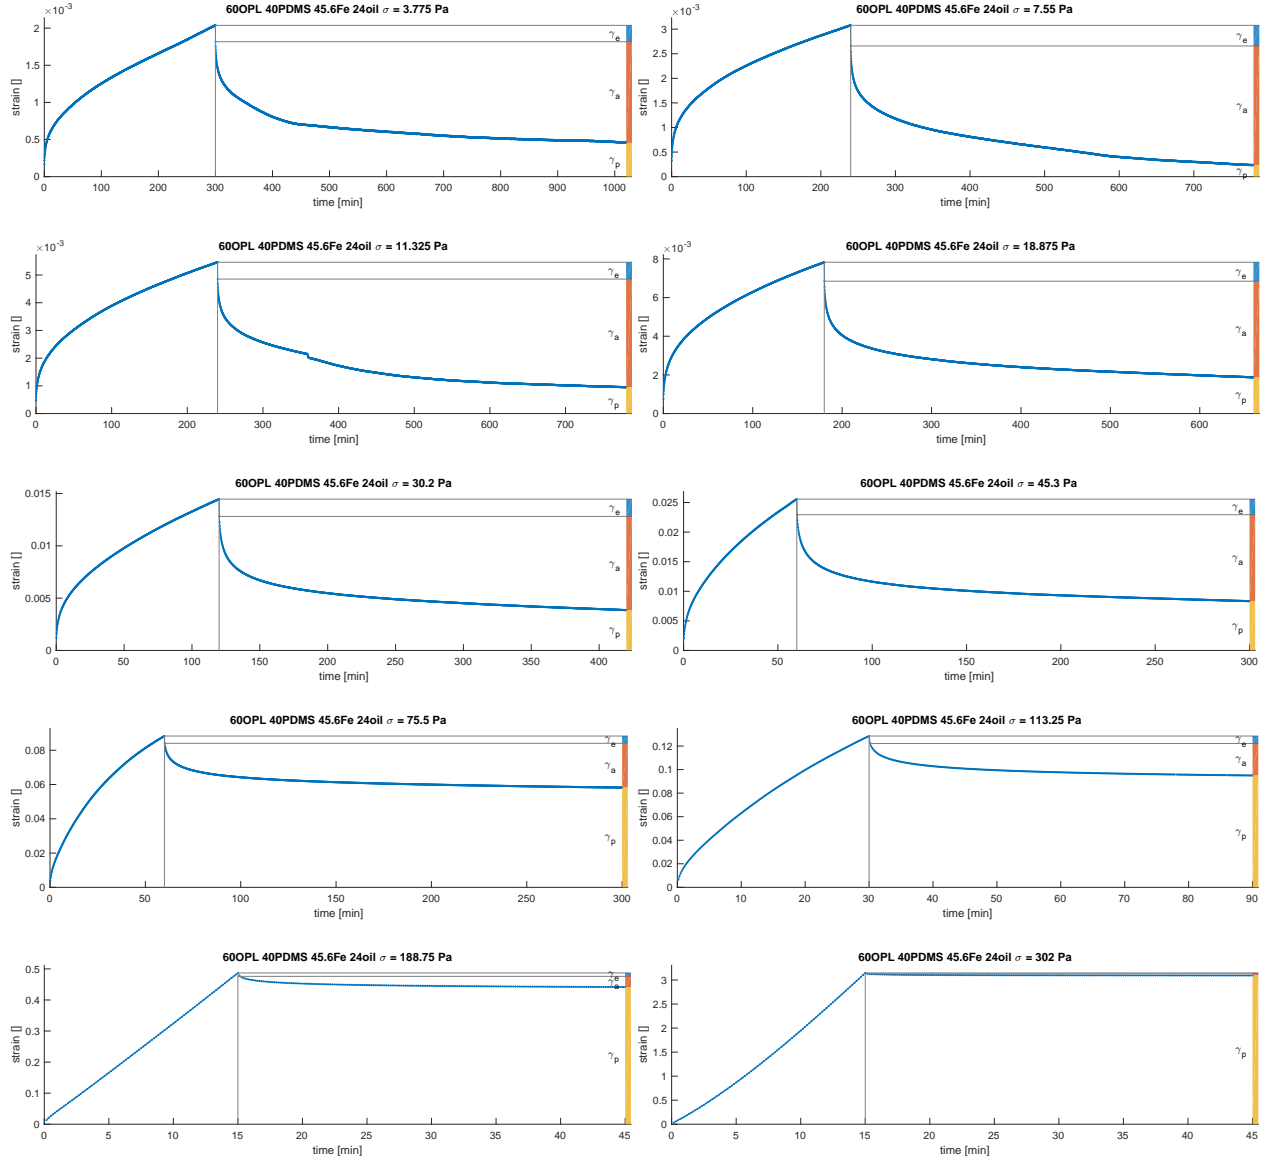 60OPL 40PDMS 45.6Fe 24oil σ = 3.775 Pa
×10⁻³
strain []
2
1.5
1
0.5
0
γe
γa
γp
0 100 200 300 400 500 600 700 800 900 1000
time [min]
60OPL 40PDMS 45.6Fe 24oil σ = 7.55 Pa
×10⁻³
strain []
3
2.5
2
1.5
1
0.5
0
γe
γa
γp
0 100 200 300 400 500 600 700
time [min]
60OPL 40PDMS 45.6Fe 24oil σ = 11.325 Pa
×10⁻³
strain []
5
4
3
2
1
0
γe
γa
γp
0 100 200 300 400 500 600 700
time [min]
60OPL 40PDMS 45.6Fe 24oil σ = 18.875 Pa
×10⁻³
strain []
8
6
4
2
0
γe
γa
γp
0 100 200 300 400 500 600
time [min]
60OPL 40PDMS 45.6Fe 24oil σ = 30.2 Pa
strain []
0.015
0.01
0.005
0
γe
γa
γp
0 50 100 150 200 250 300 350 400
time [min]
60OPL 40PDMS 45.6Fe 24oil σ = 45.3 Pa
strain []
0.025
0.02
0.015
0.01
0.005
0
γe
γa
γp
0 50 100 150 200 250 300
time [min]
60OPL 40PDMS 45.6Fe 24oil σ = 75.5 Pa
strain []
0.08
0.06
0.04
0.02
0
γe
γa
γp
0 50 100 150 200 250 300
time [min]
60OPL 40PDMS 45.6Fe 24oil σ = 113.25 Pa
strain []
0.12
0.1
0.08
0.06
0.04
0.02
0
γe
γa
γp
0 10 20 30 40 50 60 70 80 90
time [min]
60OPL 40PDMS 45.6Fe 24oil σ = 188.75 Pa
strain []
0.5
0.4
0.3
0.2
0.1
0
γe
γa
γp
0 5 10 15 20 25 30 35 40 45
time [min]
60OPL 40PDMS 45.6Fe 24oil σ = 302 Pa
strain []
3
2.5
2
1.5
1
0.5
0
γp
0 5 10 15 20 25 30 35 40 45
time [min]